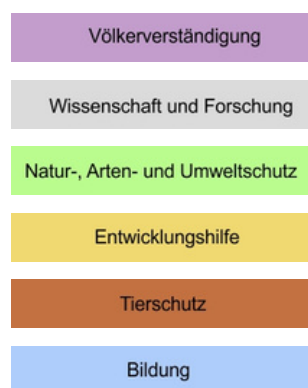 Völkerverständigung
Wissenschaft und Forschung
Natur-, Arten- und Umweltschutz
Entwicklungshilfe
Tierschutz
Bildung